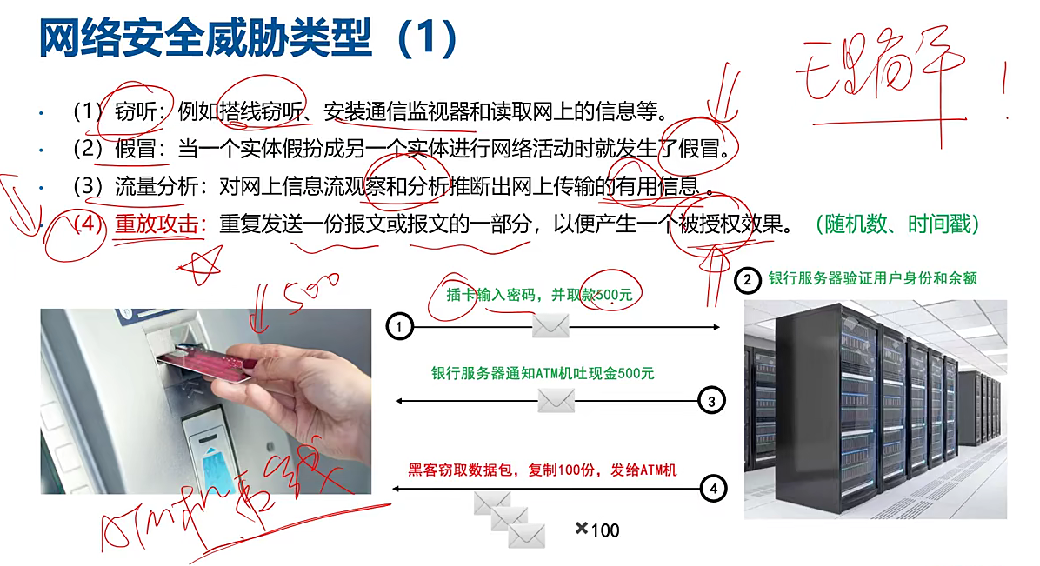 网络安全威胁类型（1）
• （1）窃听：例如搭线窃听、安装通信监视器和读取网上的信息等。
• （2）假冒：当一个实体假扮成另一个实体进行网络活动时就发生了假冒。
• （3）流量分析：对网上信息流观察和分析推断出网上传输的有用信息 。
• （4）重放攻击：重复发送一份报文或报文的一部分，以便产生一个被授权效果。（随机数、时间戳）
500
插卡输入密码，并取款500元
①
② 银行服务器验证用户身份和余额
银行服务器通知ATM机吐现金500元
③
黑客窃取数据包，复制100份，发给ATM机
④
×100